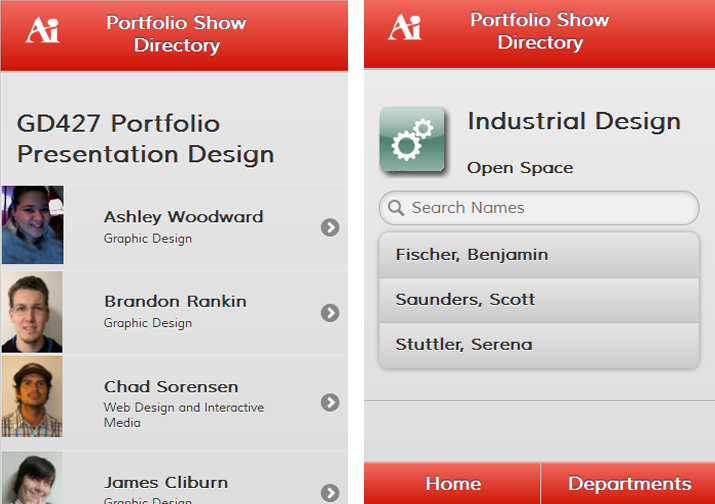 Ai
Portfolio Show
Directory
GD427 Portfolio
Presentation Design
Ashley Woodward
Graphic Design
Brandon Rankin
Graphic Design
Chad Sorensen
Web Design and Interactive
Media
James Cliburn
Graphic Design
Ai
Portfolio Show
Directory
Industrial Design
Open Space
Search Names
Fischer, Benjamin
Saunders, Scott
Stuttler, Serena
Home
Departments